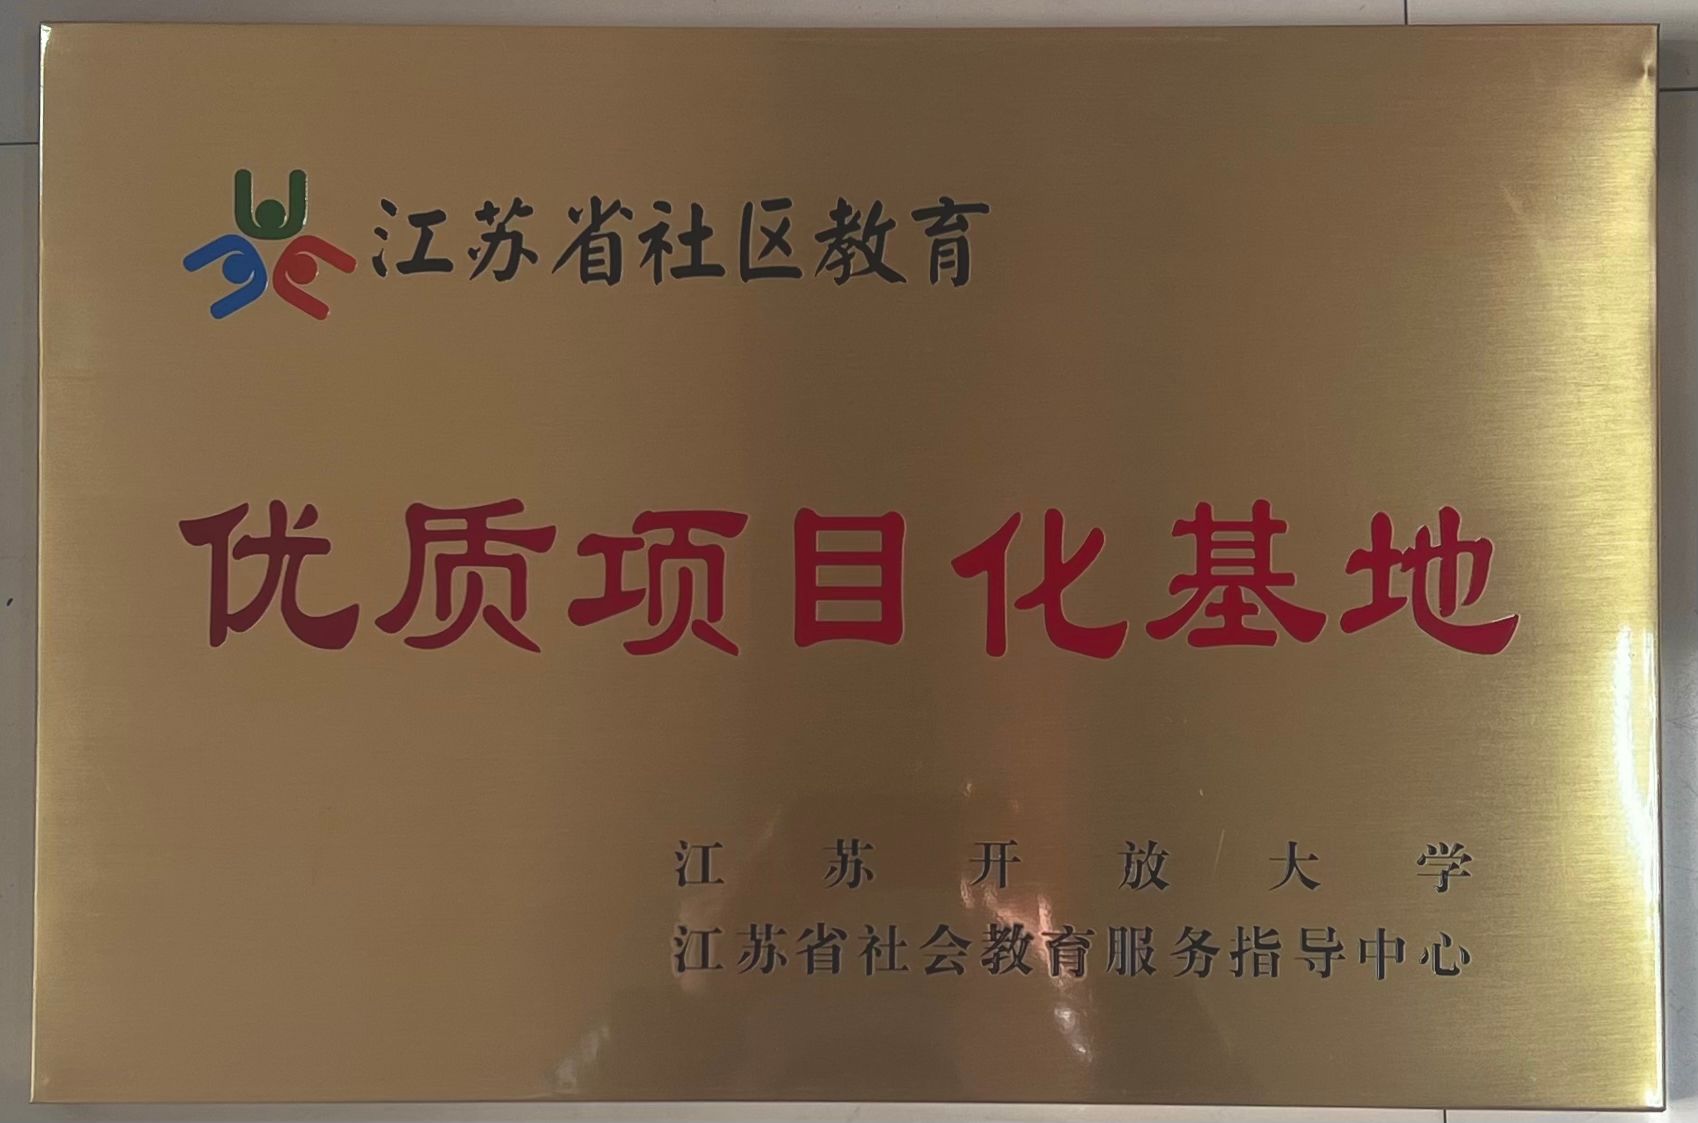 江苏省社区教育
优质项目化基地
江苏开放大学
江苏省社会教育服务指导中心